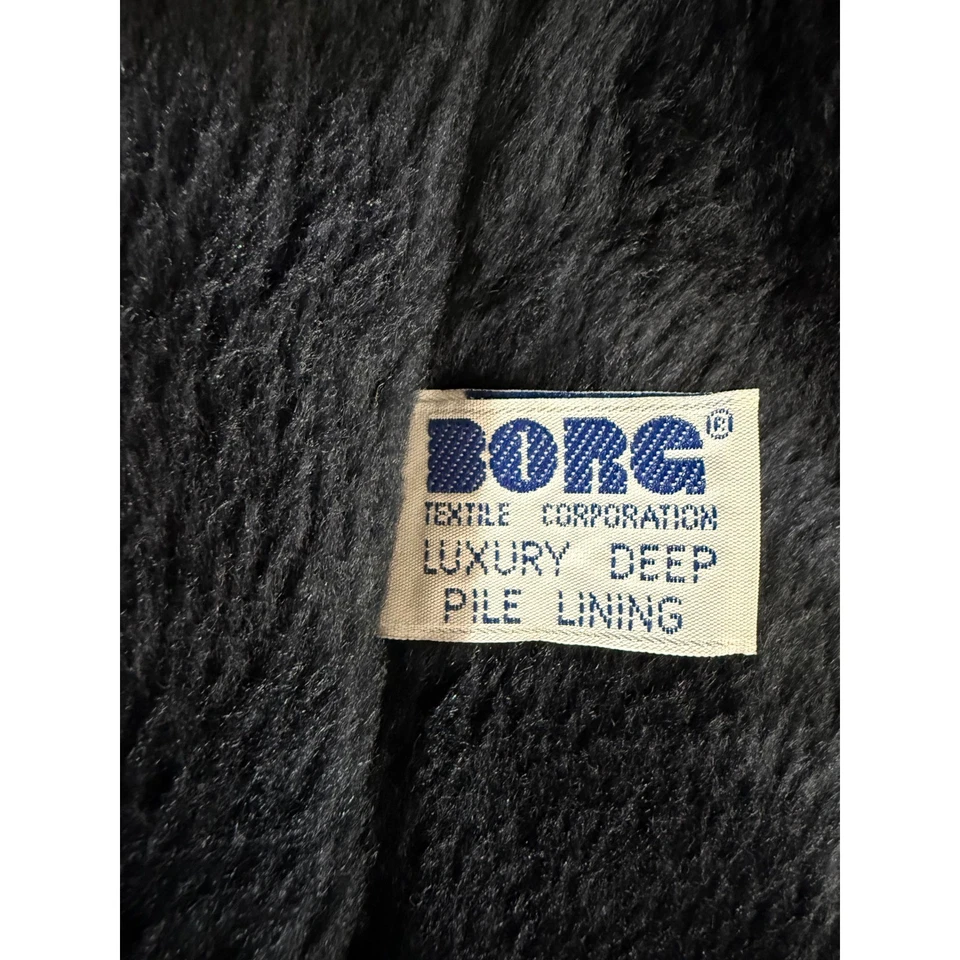 BORG®
TEXTILE CORPORATION
LUXURY DEEP
PILE LINING